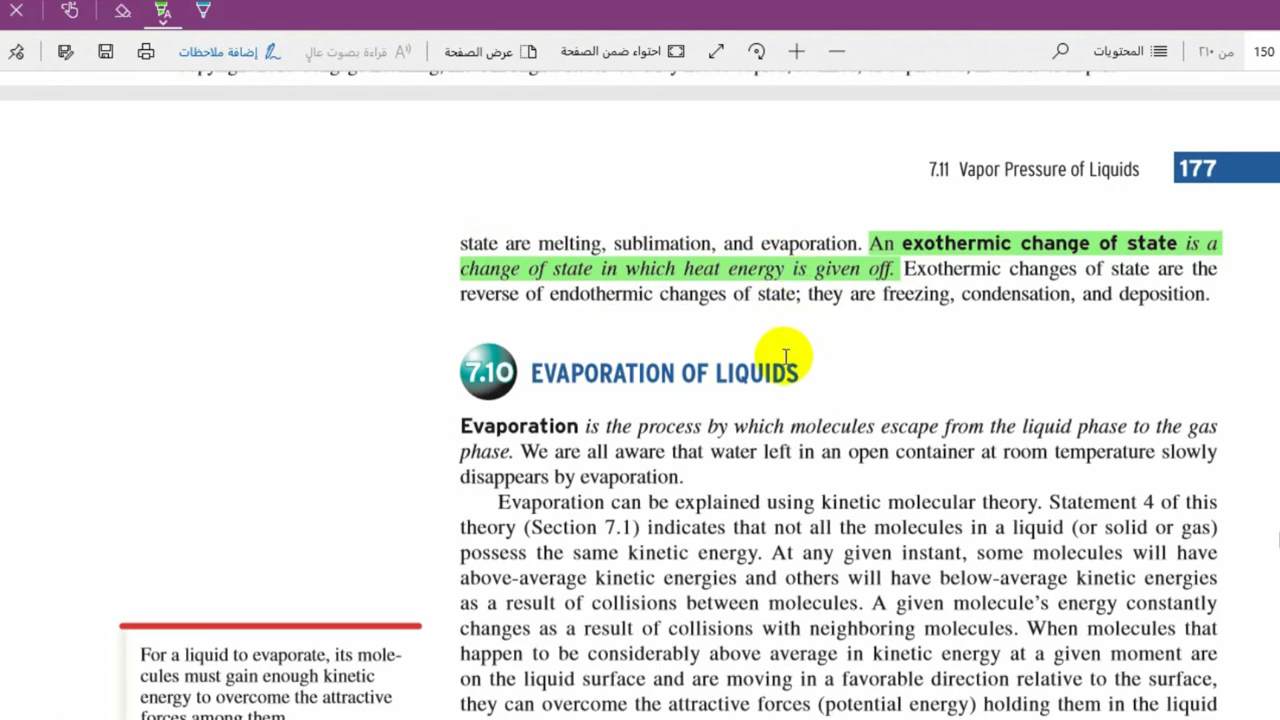 إضافة ملاحظات
قراءة بصوت عالٍ
عرض الصفحة
احتواء ضمن الصفحة
المحتويات
من ٢٦٠
150
7.11 Vapor Pressure of Liquids 177
state are melting, sublimation, and evaporation. An exothermic change of state is a
change of state in which heat energy is given off. Exothermic changes of state are the
reverse of endothermic changes of state; they are freezing, condensation, and deposition.
7.10 EVAPORATION OF LIQUIDS
Evaporation is the process by which molecules escape from the liquid phase to the gas
phase. We are all aware that water left in an open container at room temperature slowly
disappears by evaporation.
Evaporation can be explained using kinetic molecular theory. Statement 4 of this
theory (Section 7.1) indicates that not all the molecules in a liquid (or solid or gas)
possess the same kinetic energy. At any given instant, some molecules will have
above-average kinetic energies and others will have below-average kinetic energies
as a result of collisions between molecules. A given molecule's energy constantly
changes as a result of collisions with neighboring molecules. When molecules that
happen to be considerably above average in kinetic energy at a given moment are
on the liquid surface and are moving in a favorable direction relative to the surface,
they can overcome the attractive forces (potential energy) holding them in the liquid
For a liquid to evaporate, its mole-
cules must gain enough kinetic
energy to overcome the attractive
forces among them.